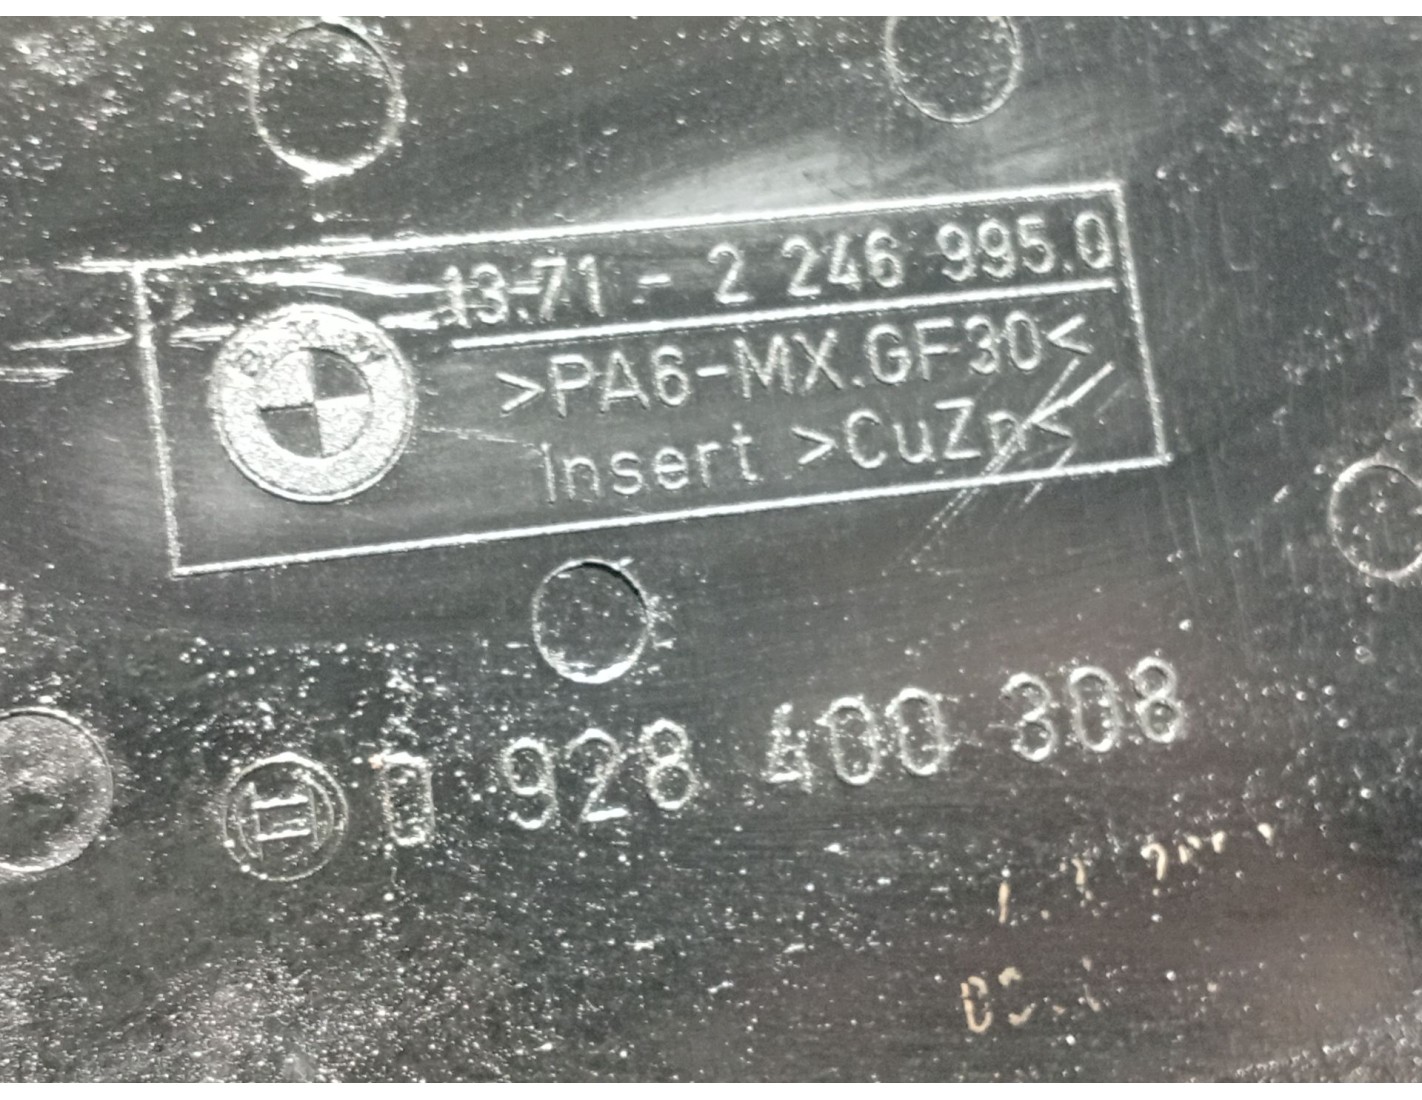 13.71 - 2 246 995.0
>PA6-MX.GF30<
Insert >CuZn<
0 928 400 308